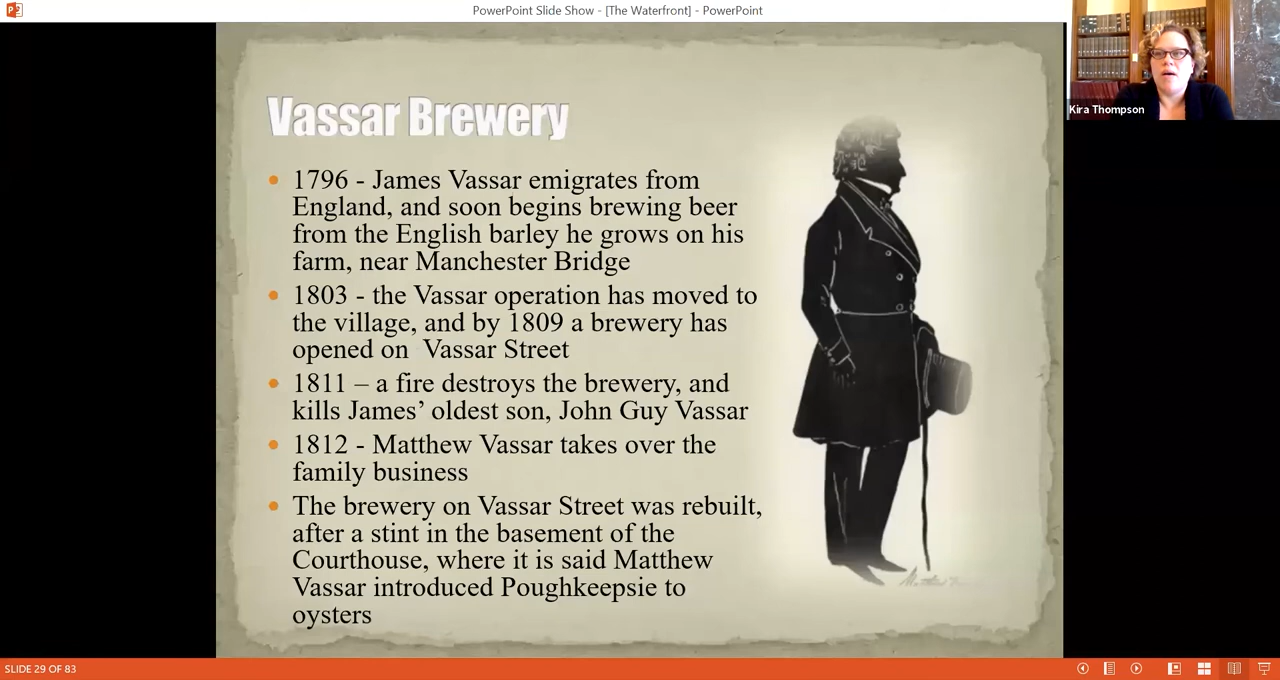 PowerPoint Slide Show - [The Waterfront] - PowerPoint
Kira Thompson
Vassar Brewery
1796 - James Vassar emigrates from
England, and soon begins brewing beer
from the English barley he grows on his
farm, near Manchester Bridge
1803 - the Vassar operation has moved to
the village, and by 1809 a brewery has
opened on Vassar Street
1811 – a fire destroys the brewery, and
kills James’ oldest son, John Guy Vassar
1812 - Matthew Vassar takes over the
family business
The brewery on Vassar Street was rebuilt,
after a stint in the basement of the
Courthouse, where it is said Matthew
Vassar introduced Poughkeepsie to
oysters
SLIDE 29 OF 83